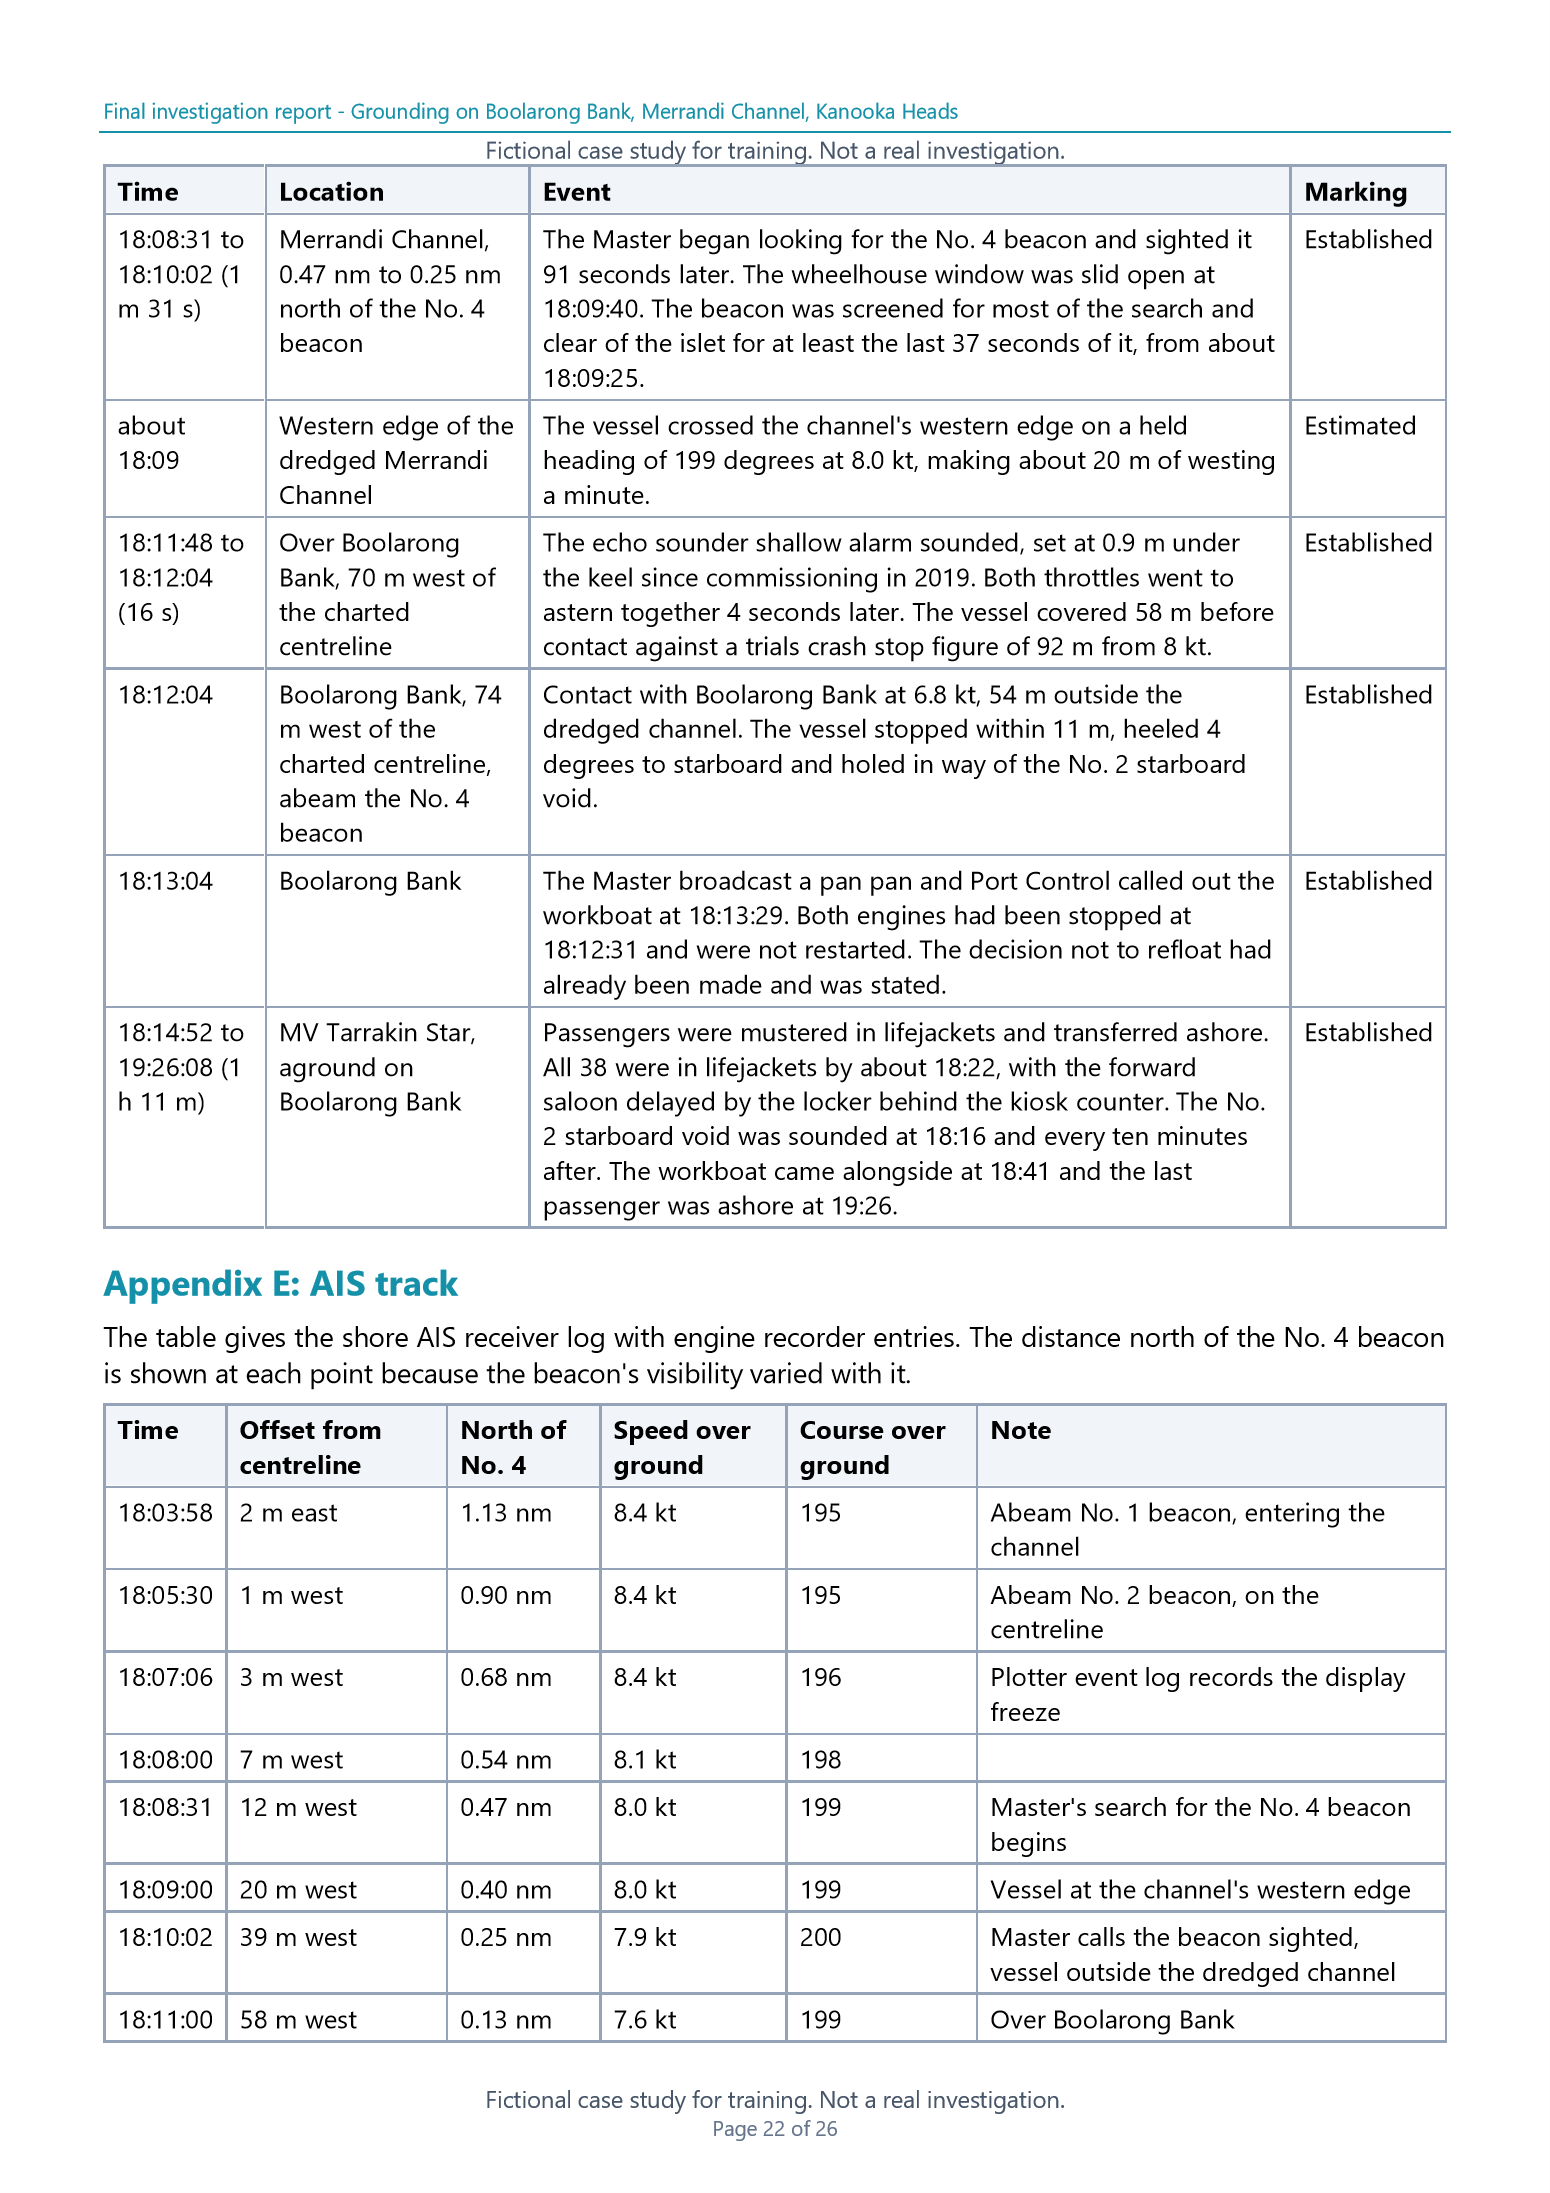 Final investigation report - Grounding on Boolarong Bank, Merrandi Channel, Kanooka Heads
Fictional case study for training. Not a real investigation.
Time Location Event Marking
18:08:31 to
18:10:02 (1
m 31 s)
Merrandi Channel,
0.47 nm to 0.25 nm
north of the No. 4
beacon
The Master began looking for the No. 4 beacon and sighted it
91 seconds later. The wheelhouse window was slid open at
18:09:40. The beacon was screened for most of the search and
clear of the islet for at least the last 37 seconds of it, from about
18:09:25.
Established
about
18:09
Western edge of the
dredged Merrandi
Channel
The vessel crossed the channel's western edge on a held
heading of 199 degrees at 8.0 kt, making about 20 m of westing
a minute.
Estimated
18:11:48 to
18:12:04
(16 s)
Over Boolarong
Bank, 70 m west of
the charted
centreline
The echo sounder shallow alarm sounded, set at 0.9 m under
the keel since commissioning in 2019. Both throttles went to
astern together 4 seconds later. The vessel covered 58 m before
contact against a trials crash stop figure of 92 m from 8 kt.
Established
18:12:04
Boolarong Bank, 74
m west of the
charted centreline,
abeam the No. 4
beacon
Contact with Boolarong Bank at 6.8 kt, 54 m outside the
dredged channel. The vessel stopped within 11 m, heeled 4
degrees to starboard and holed in way of the No. 2 starboard
void.
Established
18:13:04
Boolarong Bank
The Master broadcast a pan pan and Port Control called out the
workboat at 18:13:29. Both engines had been stopped at
18:12:31 and were not restarted. The decision not to refloat had
already been made and was stated.
Established
18:14:52 to
19:26:08 (1
h 11 m)
MV Tarrakin Star,
aground on
Boolarong Bank
Passengers were mustered in lifejackets and transferred ashore.
All 38 were in lifejackets by about 18:22, with the forward
saloon delayed by the locker behind the kiosk counter. The No.
2 starboard void was sounded at 18:16 and every ten minutes
after. The workboat came alongside at 18:41 and the last
passenger was ashore at 19:26.
Established
Appendix E: AIS track
The table gives the shore AIS receiver log with engine recorder entries. The distance north of the No. 4 beacon
is shown at each point because the beacon's visibility varied with it.
Time
Offset from
centreline
North of
No. 4
Speed over
ground
Course over
ground
Note
18:03:58 2 m east 1.13 nm 8.4 kt 195 Abeam No. 1 beacon, entering the
channel
18:05:30 1 m west 0.90 nm 8.4 kt 195 Abeam No. 2 beacon, on the
centreline
18:07:06 3 m west 0.68 nm 8.4 kt 196 Plotter event log records the display
freeze
18:08:00 7 m west 0.54 nm 8.1 kt 198
18:08:31 12 m west 0.47 nm 8.0 kt 199 Master's search for the No. 4 beacon
begins
18:09:00 20 m west 0.40 nm 8.0 kt 199 Vessel at the channel's western edge
18:10:02 39 m west 0.25 nm 7.9 kt 200 Master calls the beacon sighted,
vessel outside the dredged channel
18:11:00 58 m west 0.13 nm 7.6 kt 199 Over Boolarong Bank
Fictional case study for training. Not a real investigation.
Page 22 of 26